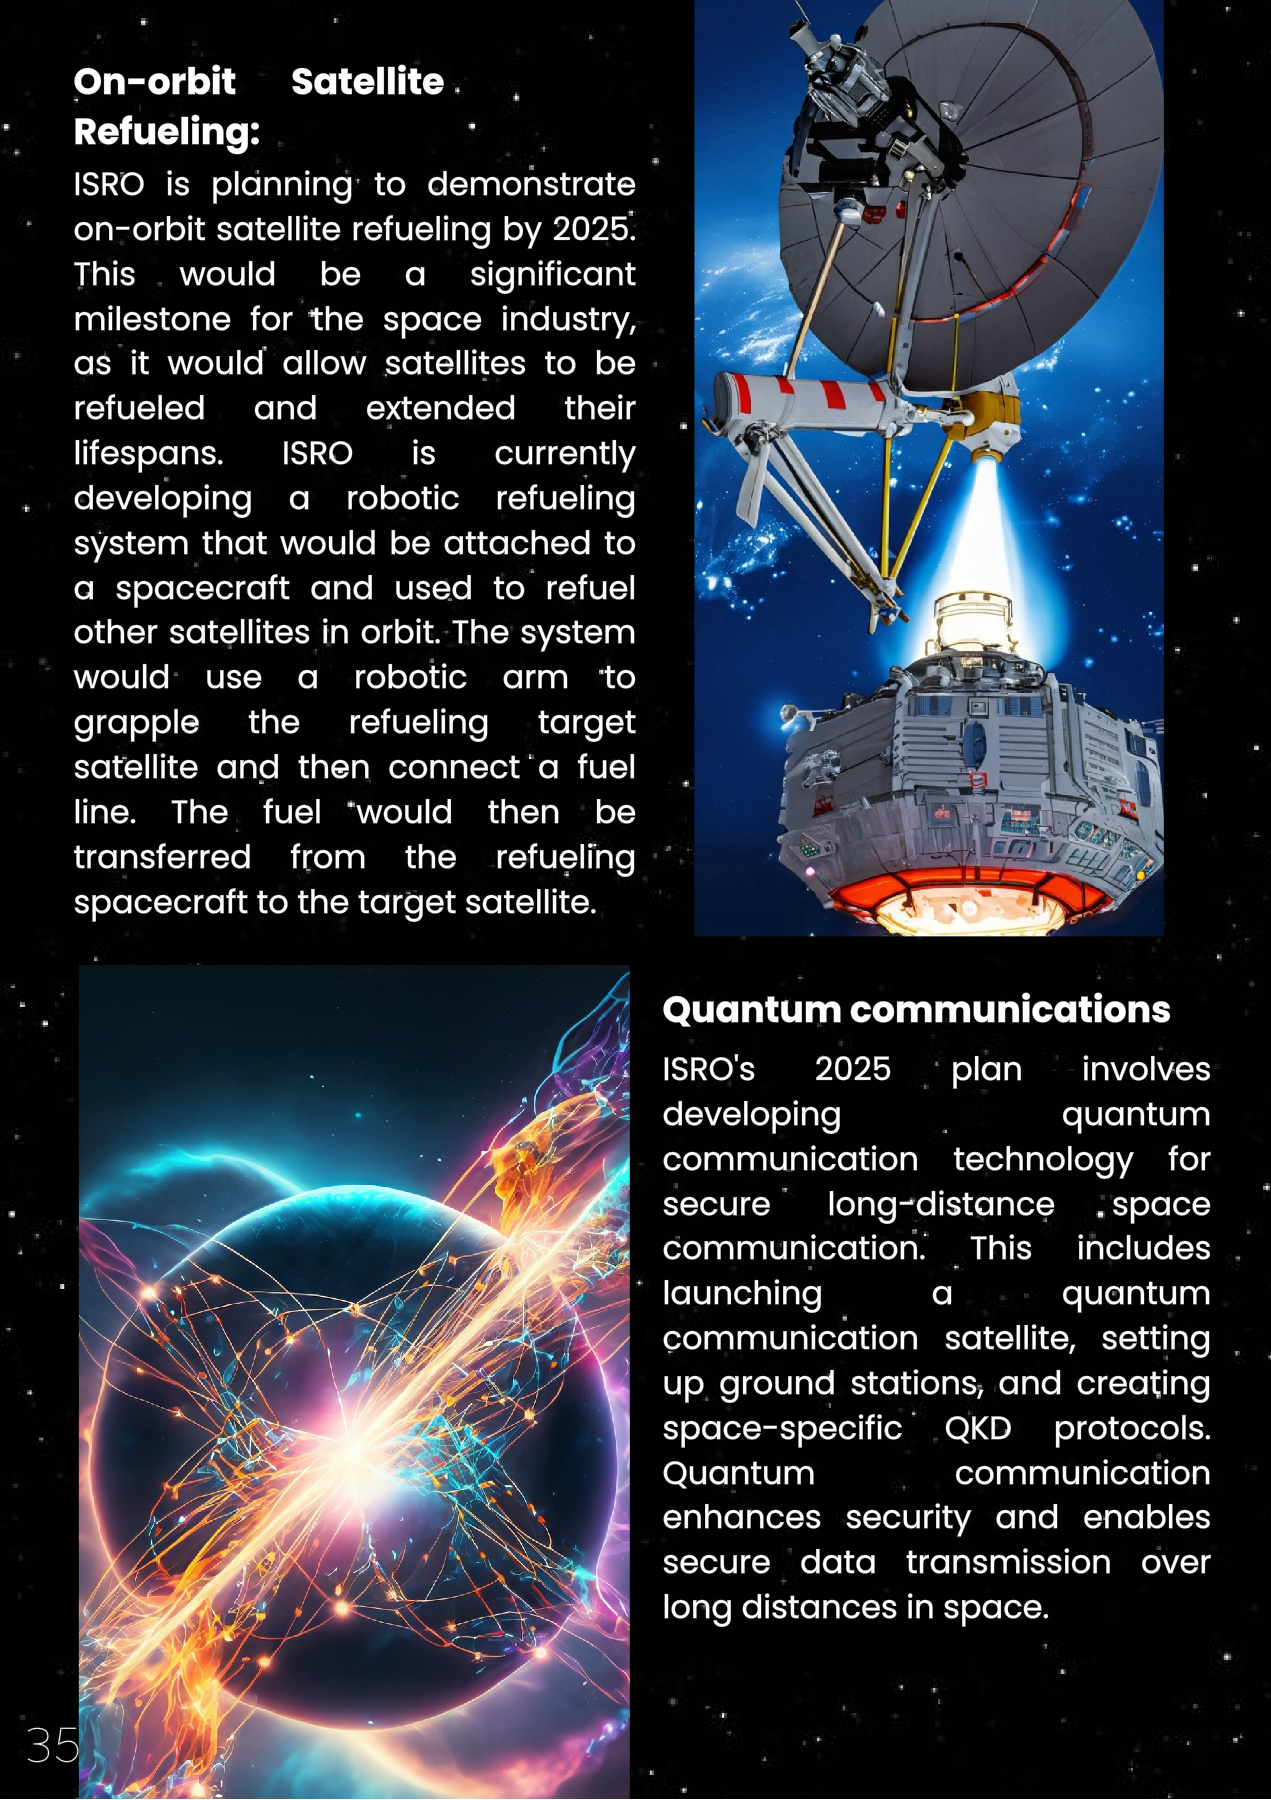 On-orbit Satellite
Refueling:
ISRO is planning to demonstrate
on-orbit satellite refueling by 2025.
This would be a significant
milestone for the space industry,
as it would allow satellites to be
refueled and extended their
lifespans. ISRO is currently
developing a robotic refueling
system that would be attached to
a spacecraft and used to refuel
other satellites in orbit. The system
would use a robotic arm to
grapple the refueling target
satellite and then connect a fuel
line. The fuel would then be
transferred from the refueling
spacecraft to the target satellite.
Quantum communications
ISRO's 2025 plan involves
developing quantum
communication technology for
secure long-distance space
communication. This includes
launching a quantum
communication satellite, setting
up ground stations, and creating
space-specific QKD protocols.
Quantum communication
enhances security and enables
secure data transmission over
long distances in space.
35